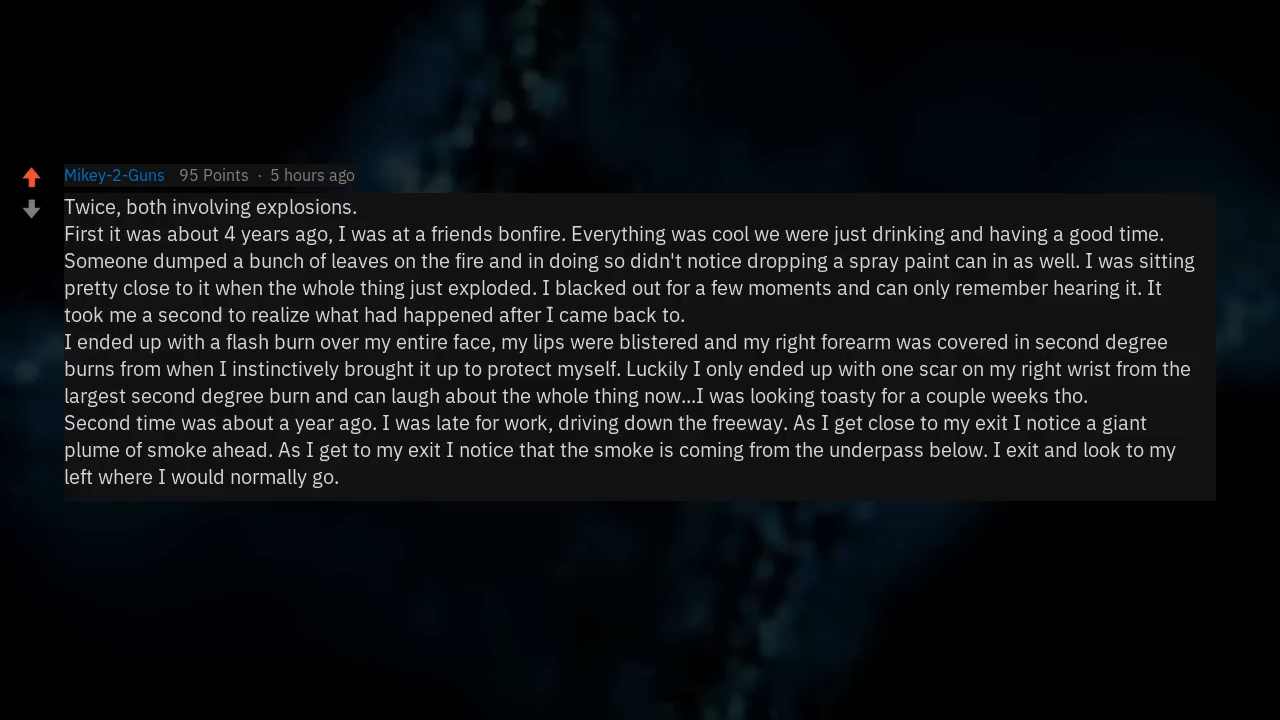 Mikey-2-Guns 95 Points · 5 hours ago
Twice, both involving explosions.
First it was about 4 years ago, I was at a friends bonfire. Everything was cool we were just drinking and having a good time.
Someone dumped a bunch of leaves on the fire and in doing so didn't notice dropping a spray paint can in as well. I was sitting
pretty close to it when the whole thing just exploded. I blacked out for a few moments and can only remember hearing it. It
took me a second to realize what had happened after I came back to.
I ended up with a flash burn over my entire face, my lips were blistered and my right forearm was covered in second degree
burns from when I instinctively brought it up to protect myself. Luckily I only ended up with one scar on my right wrist from the
largest second degree burn and can laugh about the whole thing now...I was looking toasty for a couple weeks tho.
Second time was about a year ago. I was late for work, driving down the freeway. As I get close to my exit I notice a giant
plume of smoke ahead. As I get to my exit I notice that the smoke is coming from the underpass below. I exit and look to my
left where I would normally go.